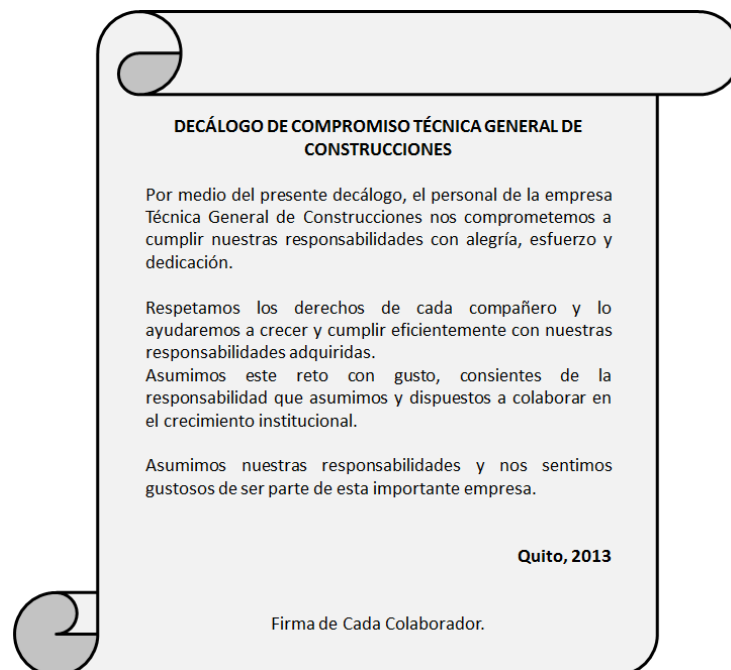 DECÁLOGO DE COMPROMISO TÉCNICA GENERAL DE
CONSTRUCCIONES
Por medio del presente decálogo, el personal de la empresa
Técnica General de Construcciones nos comprometemos a
cumplir nuestras responsabilidades con alegría, esfuerzo y
dedicación.
Respetamos los derechos de cada compañero y lo
ayudaremos a crecer y cumplir eficientemente con nuestras
responsabilidades adquiridas.
Asumimos este reto con gusto, consientes de la
responsabilidad que asumimos y dispuestos a colaborar en
el crecimiento institucional.
Asumimos nuestras responsabilidades y nos sentimos
gustosos de ser parte de esta importante empresa.
Quito, 2013
Firma de Cada Colaborador.